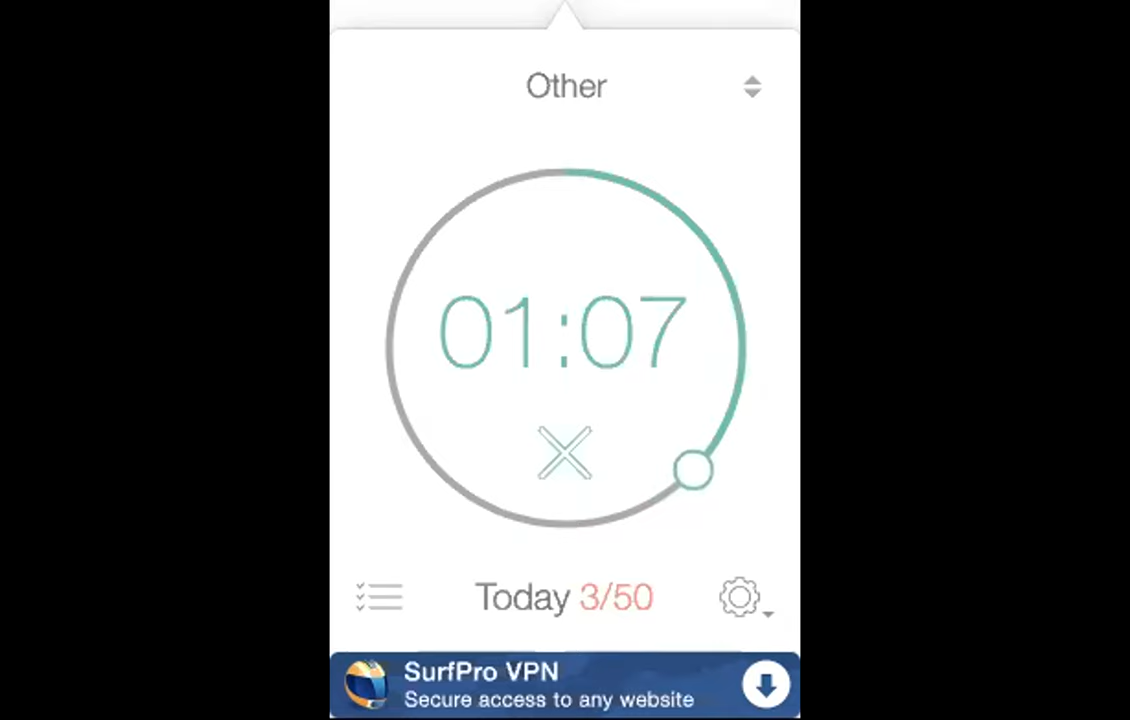 Other
01:07
Today 3/50
SurfPro VPN
Secure access to any website